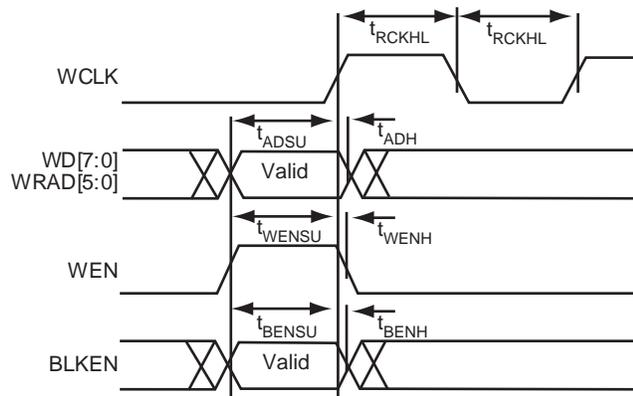 tRCKHL tRCKHL
WCLK
tADSU tADH
WD[7:0]
WRAD[5:0]
Valid
tWENSU tWENH
WEN
tBENSU tBENH
BLKEN
Valid